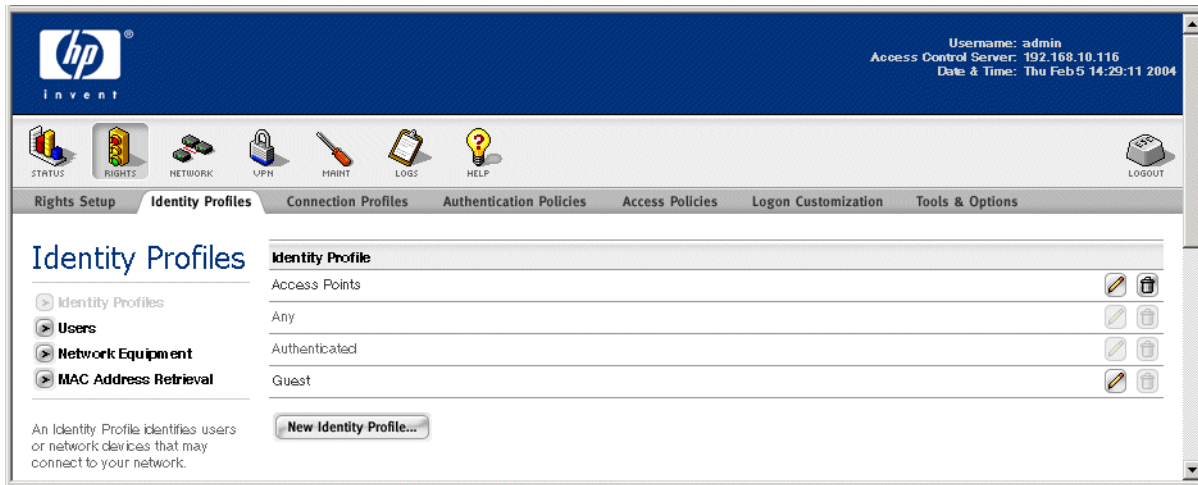 hp
®
invent
Username: admin
Access Control Server: 192.168.10.116
Date & Time: Thu Feb 5 14:29:11 2004
STATUS
RIGHTS
NETWORK
VPN
MAINT
LOGS
HELP
LOGOUT
Rights Setup
Identity Profiles
Connection Profiles
Authentication Policies
Access Policies
Logon Customization
Tools & Options
Identity Profiles
Identity Profiles
Users
Network Equipment
MAC Address Retrieval
An Identity Profile identifies users
or network devices that may
connect to your network.
Identity Profile
Access Points
Any
Authenticated
Guest
New Identity Profile...